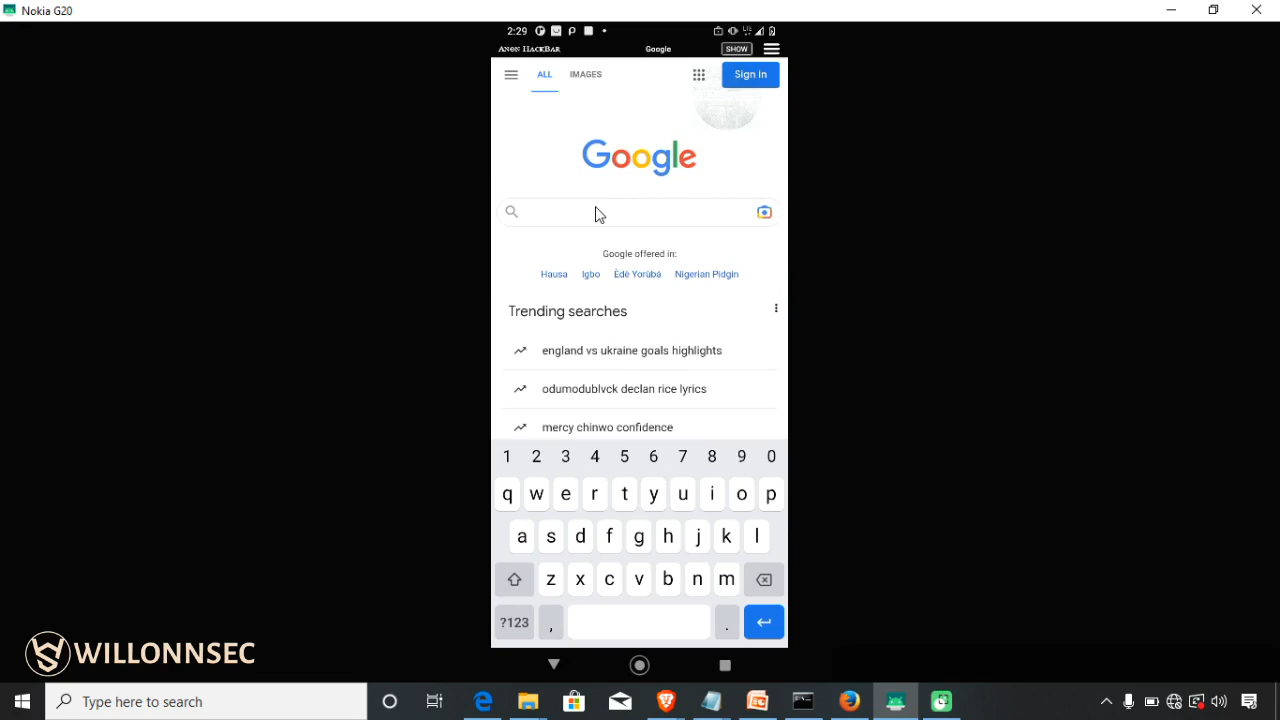 Nokia G20
2:29
LTE
ANON HACKBAR Google SHOW
ALL IMAGES Sign in
Google
Google offered in:
Hausa Igbo Èdè Yorùbá Nigerian Pidgin
Trending searches
england vs ukraine goals highlights
odumodublvck declan rice lyrics
mercy chinwo confidence
1 2 3 4 5 6 7 8 9 0
q w e r t y u i o p
a s d f g h j k l
z x c v b n m
?123 , .
WILLONNSEC
Type here to search